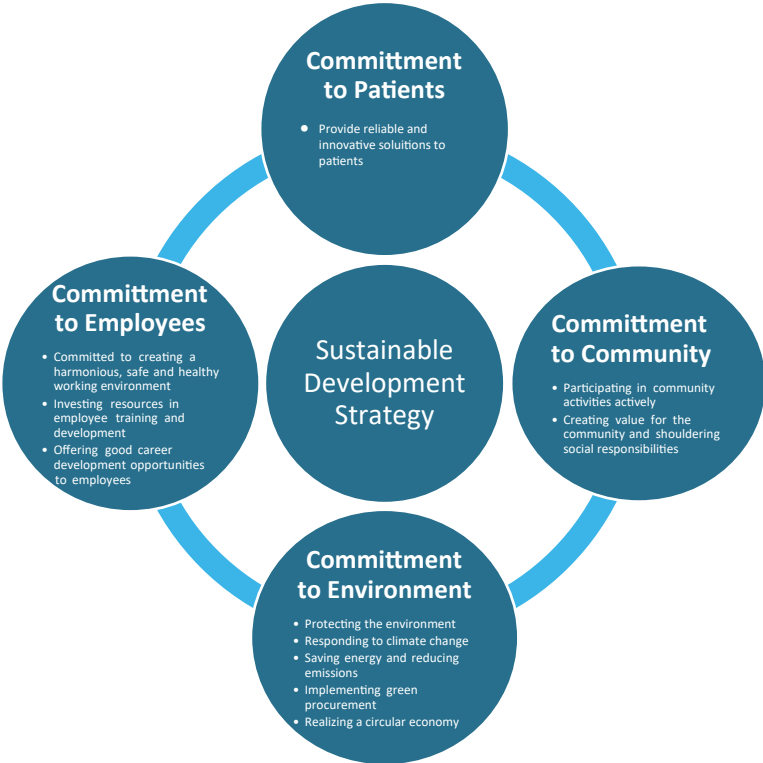 Committment
to Patients
• Provide reliable and
innovative soluitions to
patients
Committment
to Employees
• Committed to creating a
harmonious, safe and healthy
working environment
• Investing resources in
employee training and
development
• Offering good career
development opportunities
to employees
Sustainable
Development
Strategy
Committment
to Community
• Participating in community
activities actively
• Creating value for the
community and shouldering
social responsibilities
Committment
to Environment
• Protecting the environment
• Responding to climate change
• Saving energy and reducing
emissions
• Implementing green
procurement
• Realizing a circular economy